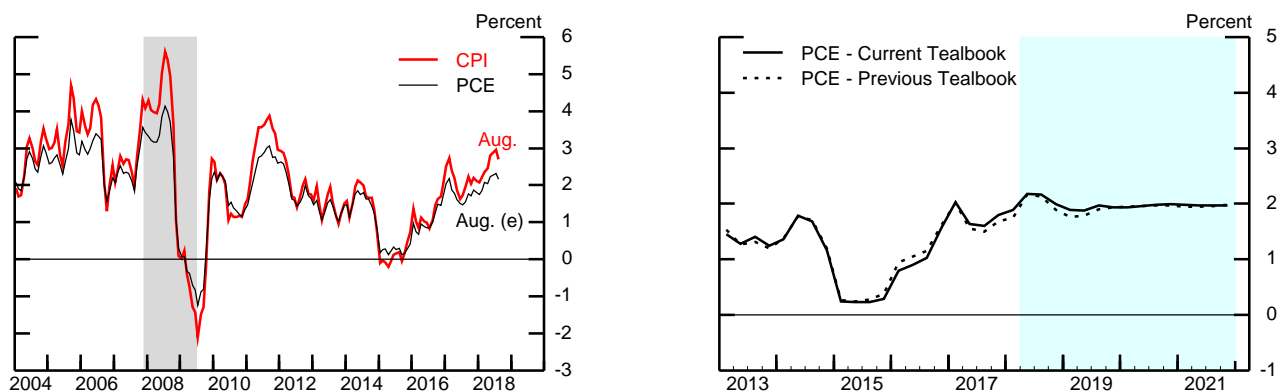 Percent
6
CPI
PCE
5
4
3
Aug.
2
Aug. (e)
1
0
-1
-2
-3
2004 2006 2008 2010 2012 2014 2016 2018
Percent
5
PCE - Current Tealbook
PCE - Previous Tealbook
4
3
2
1
0
-1
2013 2015 2017 2019 2021